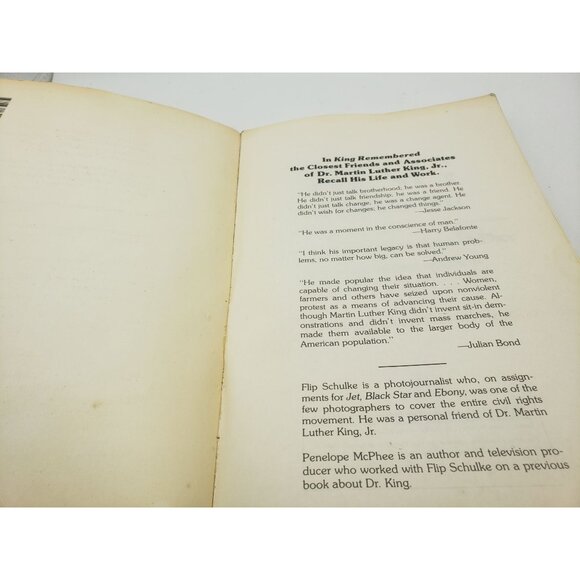 In King Remembered
the Closest Friends and Associates
of Dr. Martin Luther King, Jr.,
Recall His Life and Work.
"He didn't just talk brotherhood; he was a brother.
He didn't just talk friendship; he was a friend. He
didn't just talk change; he was a change agent. He
didn't wish for changes; he changed things."
—Jesse Jackson
"He was a moment in the conscience of man."
—Harry Belafonte
"I think his important legacy is that human prob-
lems, no matter how big, can be solved."
—Andrew Young
"He made popular the idea that individuals are
capable of changing their situation. . . . Women,
farmers and others have seized upon nonviolent
protest as a means of advancing their cause. Al-
though Martin Luther King didn't invent sit-in dem-
onstrations and didn't invent mass marches, he
made them available to the larger body of the
American population."
—Julian Bond
Flip Schulke is a photojournalist who, on assign-
ments for Jet, Black Star and Ebony, was one of the
few photographers to cover the entire civil rights
movement. He was a personal friend of Dr. Martin
Luther King, Jr.
Penelope McPhee is an author and television pro-
ducer who worked with Flip Schulke on a previous
book about Dr. King.